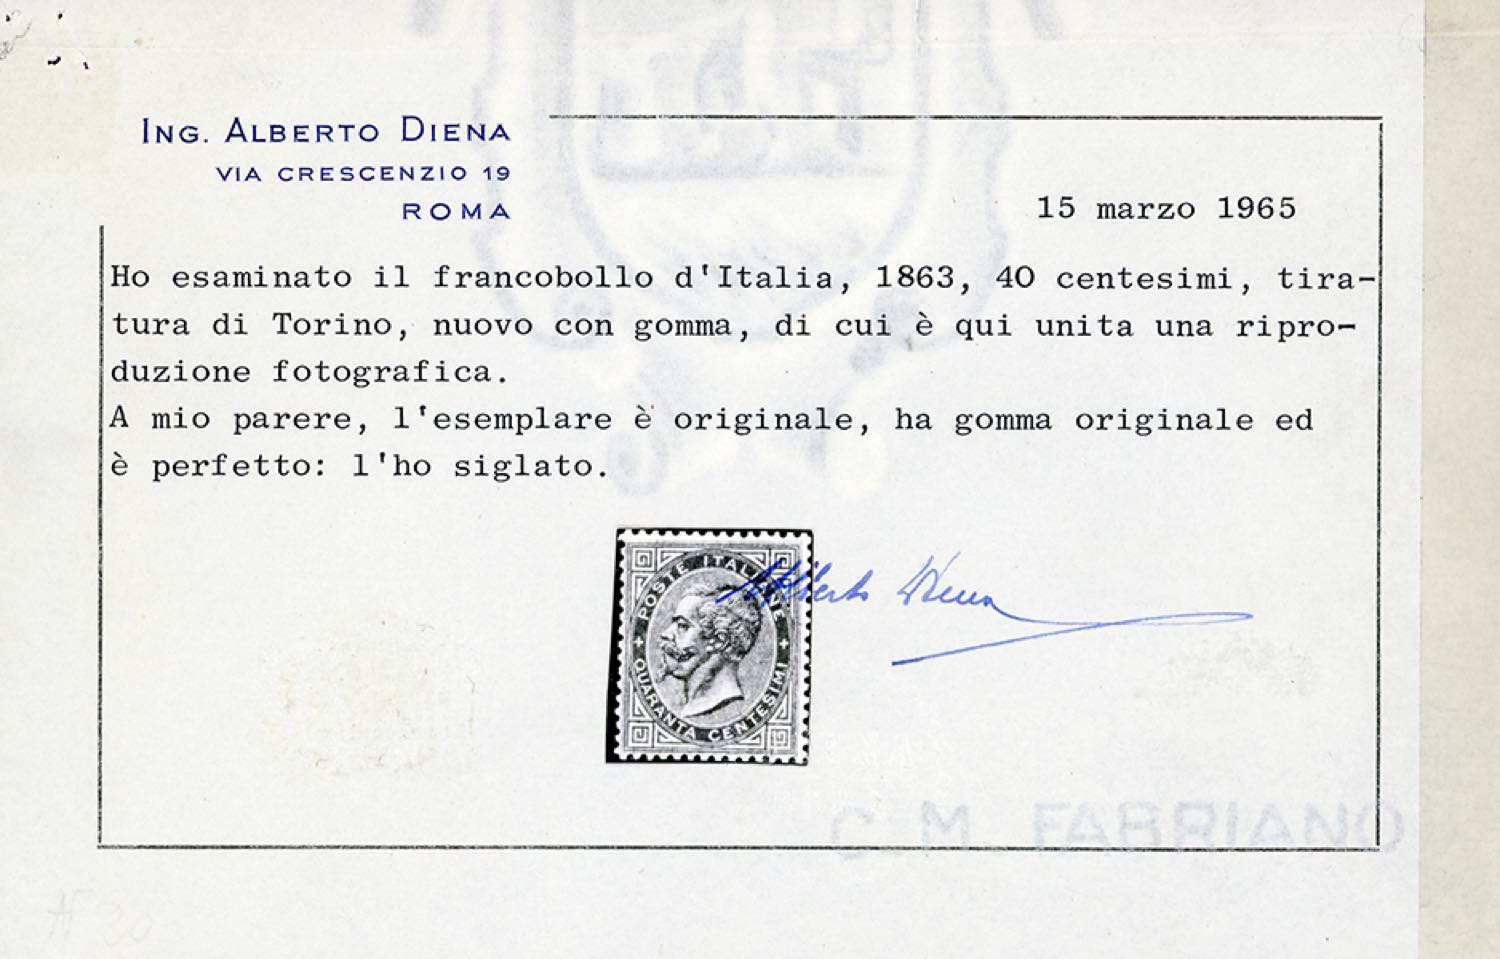 ING. ALBERTO DIENA
VIA CRESCENZIO 19
ROMA
15 marzo 1965
Ho esaminato il francobollo d'Italia, 1863, 40 centesimi, tira-
tura di Torino, nuovo con gomma, di cui è qui unita una ripro-
duzione fotografica.
A mio parere, l'esemplare è originale, ha gomma originale ed
è perfetto: l'ho siglato.
POSTE ITALIANE
QUARANTA CENTESIMI
Alberto Diena
C. M. FABRIANO